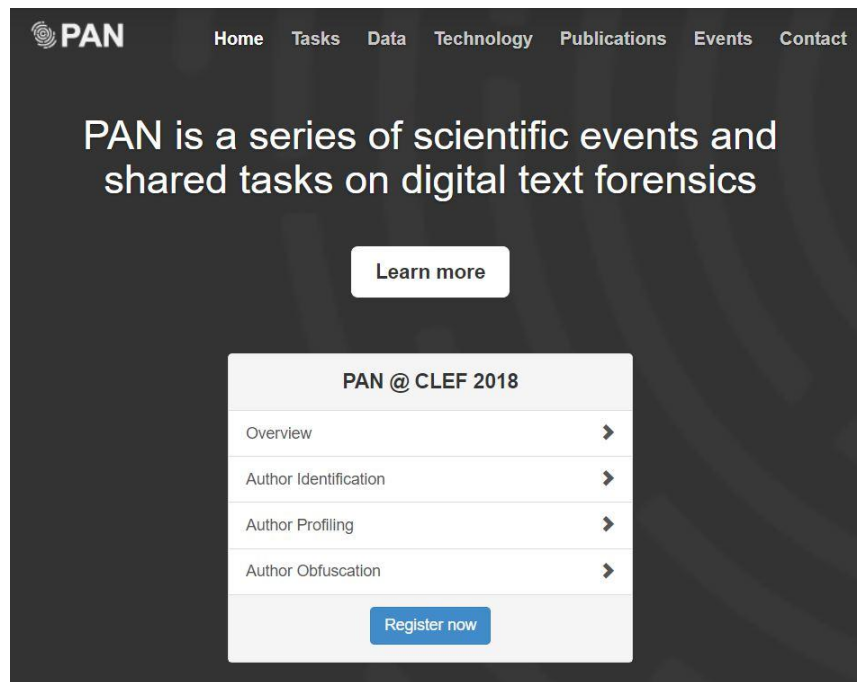 PAN
Home Tasks Data Technology Publications Events Contact
PAN is a series of scientific events and
shared tasks on digital text forensics
Learn more
PAN @ CLEF 2018
Overview
Author Identification
Author Profiling
Author Obfuscation
Register now